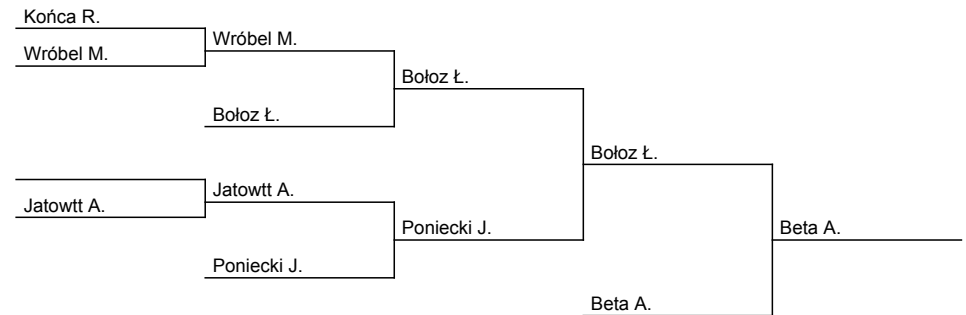 Końca R.
Wróbel M.
Wróbel M.
Bołoz Ł.
Bołoz Ł.
Bołoz Ł.
Jatowtt A.
Jatowtt A.
Poniecki J.
Beta A.
Poniecki J.
Beta A.